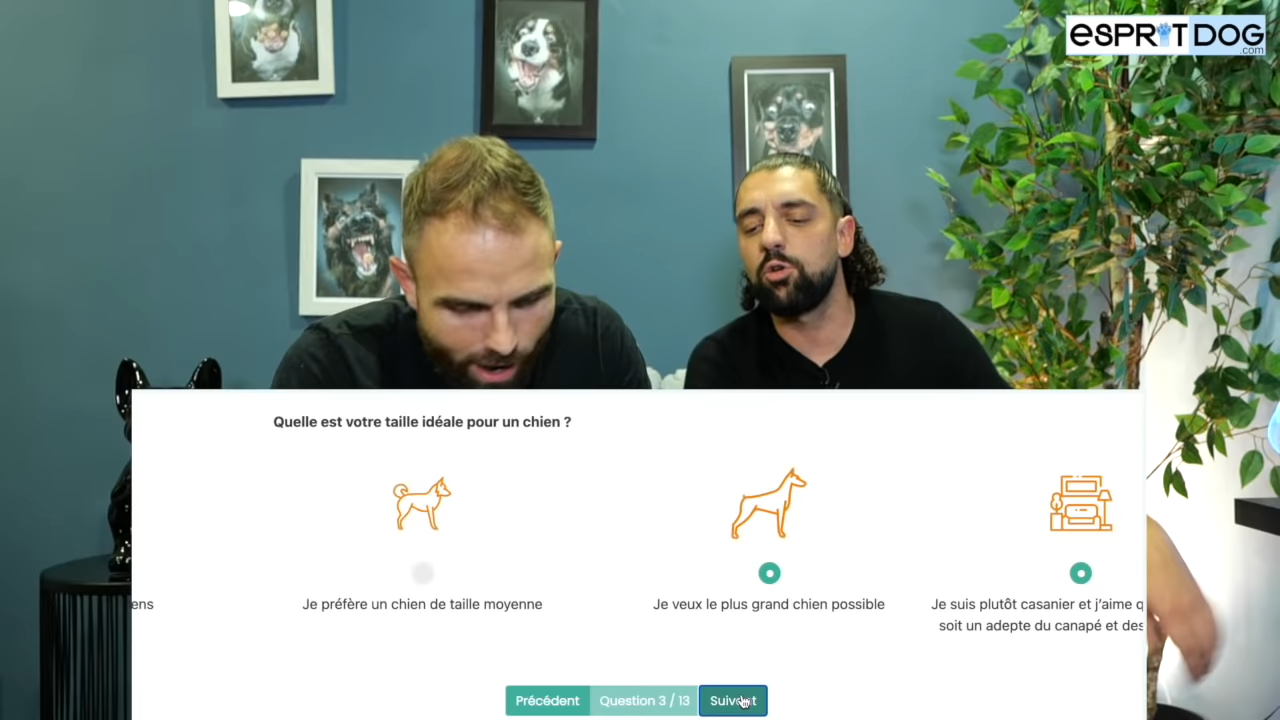 ESPRIT DOG
.com
Quelle est votre taille idéale pour un chien ?
ens
Je préfère un chien de taille moyenne
Je veux le plus grand chien possible
Je suis plutôt casanier et j'aime q
soit un adepte du canapé et des
Précédent
Question 3 / 13
Suivant